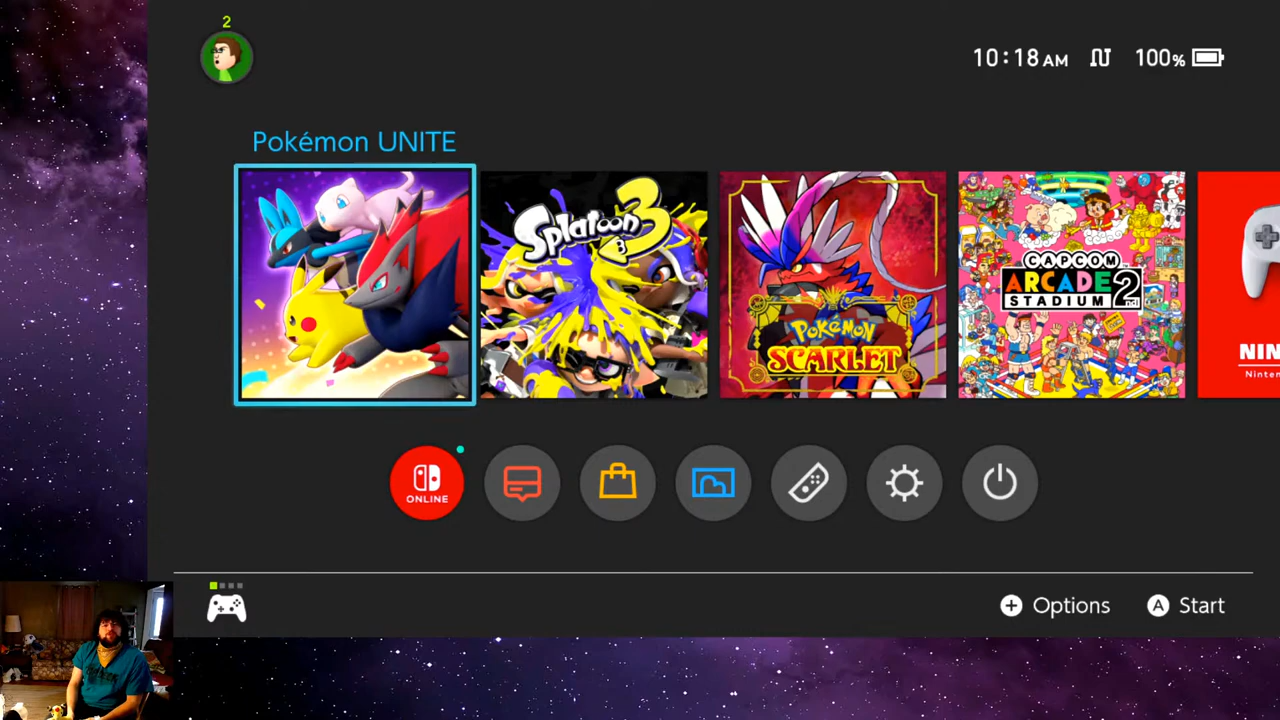 2
10:18 AM 100%
Pokémon UNITE
Splatoon 3
POKÉMON
SCARLET
CAPCOM
ARCADE 2
STADIUM
NIN
Ninten
ONLINE
Options Start